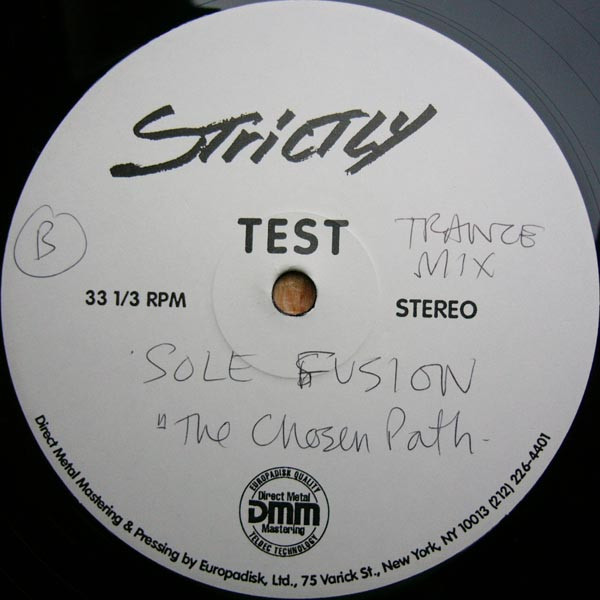 Strictly
TEST
B
TRANCE
MIX
33 1/3 RPM
STEREO
SOLE FUSION
"The Chosen Path-
EUROPADISK QUALITY
Direct Metal
DMM
Mastering
TELDEC TECHNOLOGY
Direct Metal Mastering & Pressing by Europadisk, Ltd., 75 Varick St., New York, NY 10013 (212) 226-4401